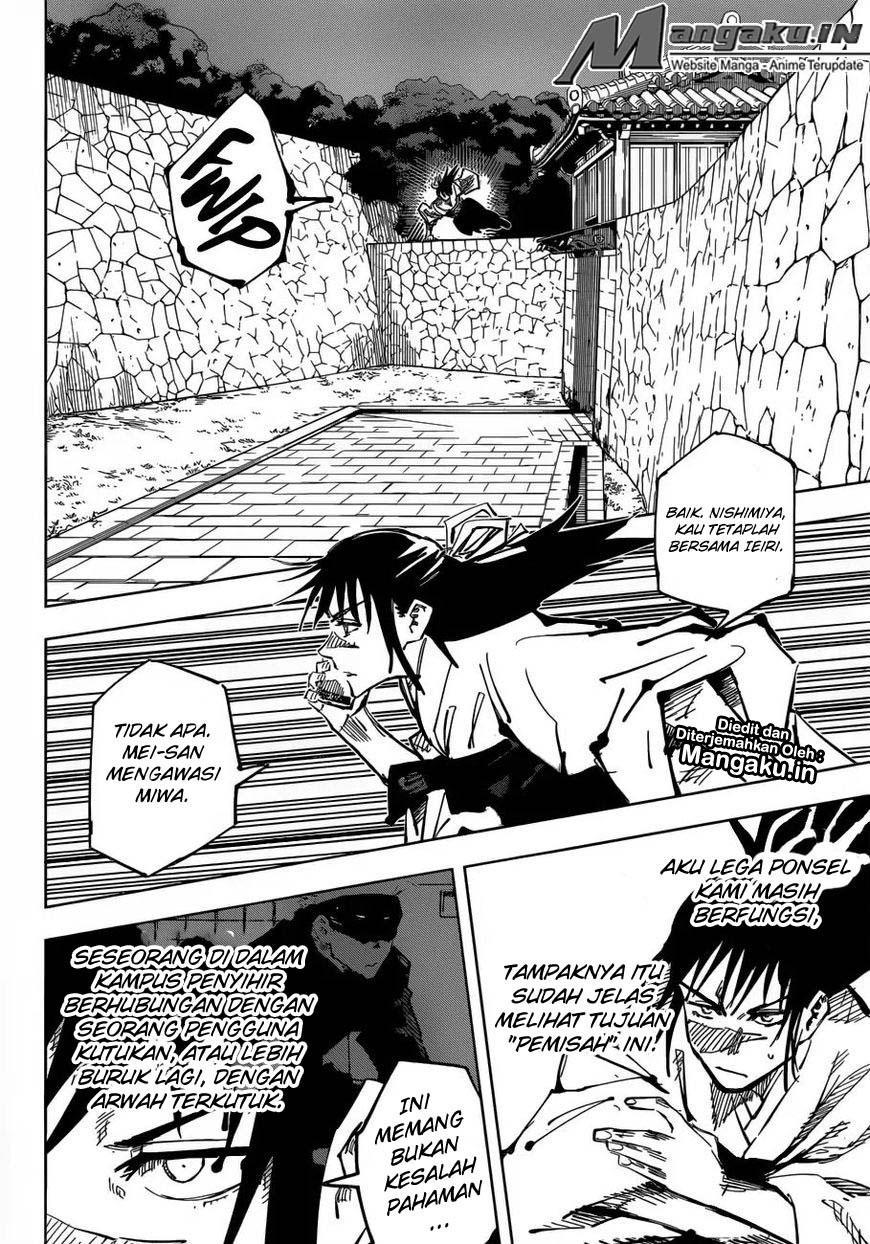 Mangaku.in
Website Manga - Anime Terupdate
FWIP
BAIK. NISHIMIYA,
KAU TETAPLAH
BERSAMA IEIRI.
TIDAK APA.
MEI-SAN
MENGAWASI
MIWA.
Diedit dan
Diterjemahkan Oleh :
Mangaku.in
AKU LEGA PONSEL
KAMI MASIH
BERFUNGSI,
TAMPAKNYA ITU
SUDAH JELAS
MELIHAT TUJUAN
"PEMISAH" INI!
SESEORANG DI DALAM
KAMPUS PENYIHIR
BERHUBUNGAN DENGAN
SEORANG PENGGUNA
KUTUKAN, ATAU LEBIH
BURUK LAGI, DENGAN
ARWAH TERKUTUK.
INI
MEMANG
BUKAN
KESALAH
PAHAMAN
...